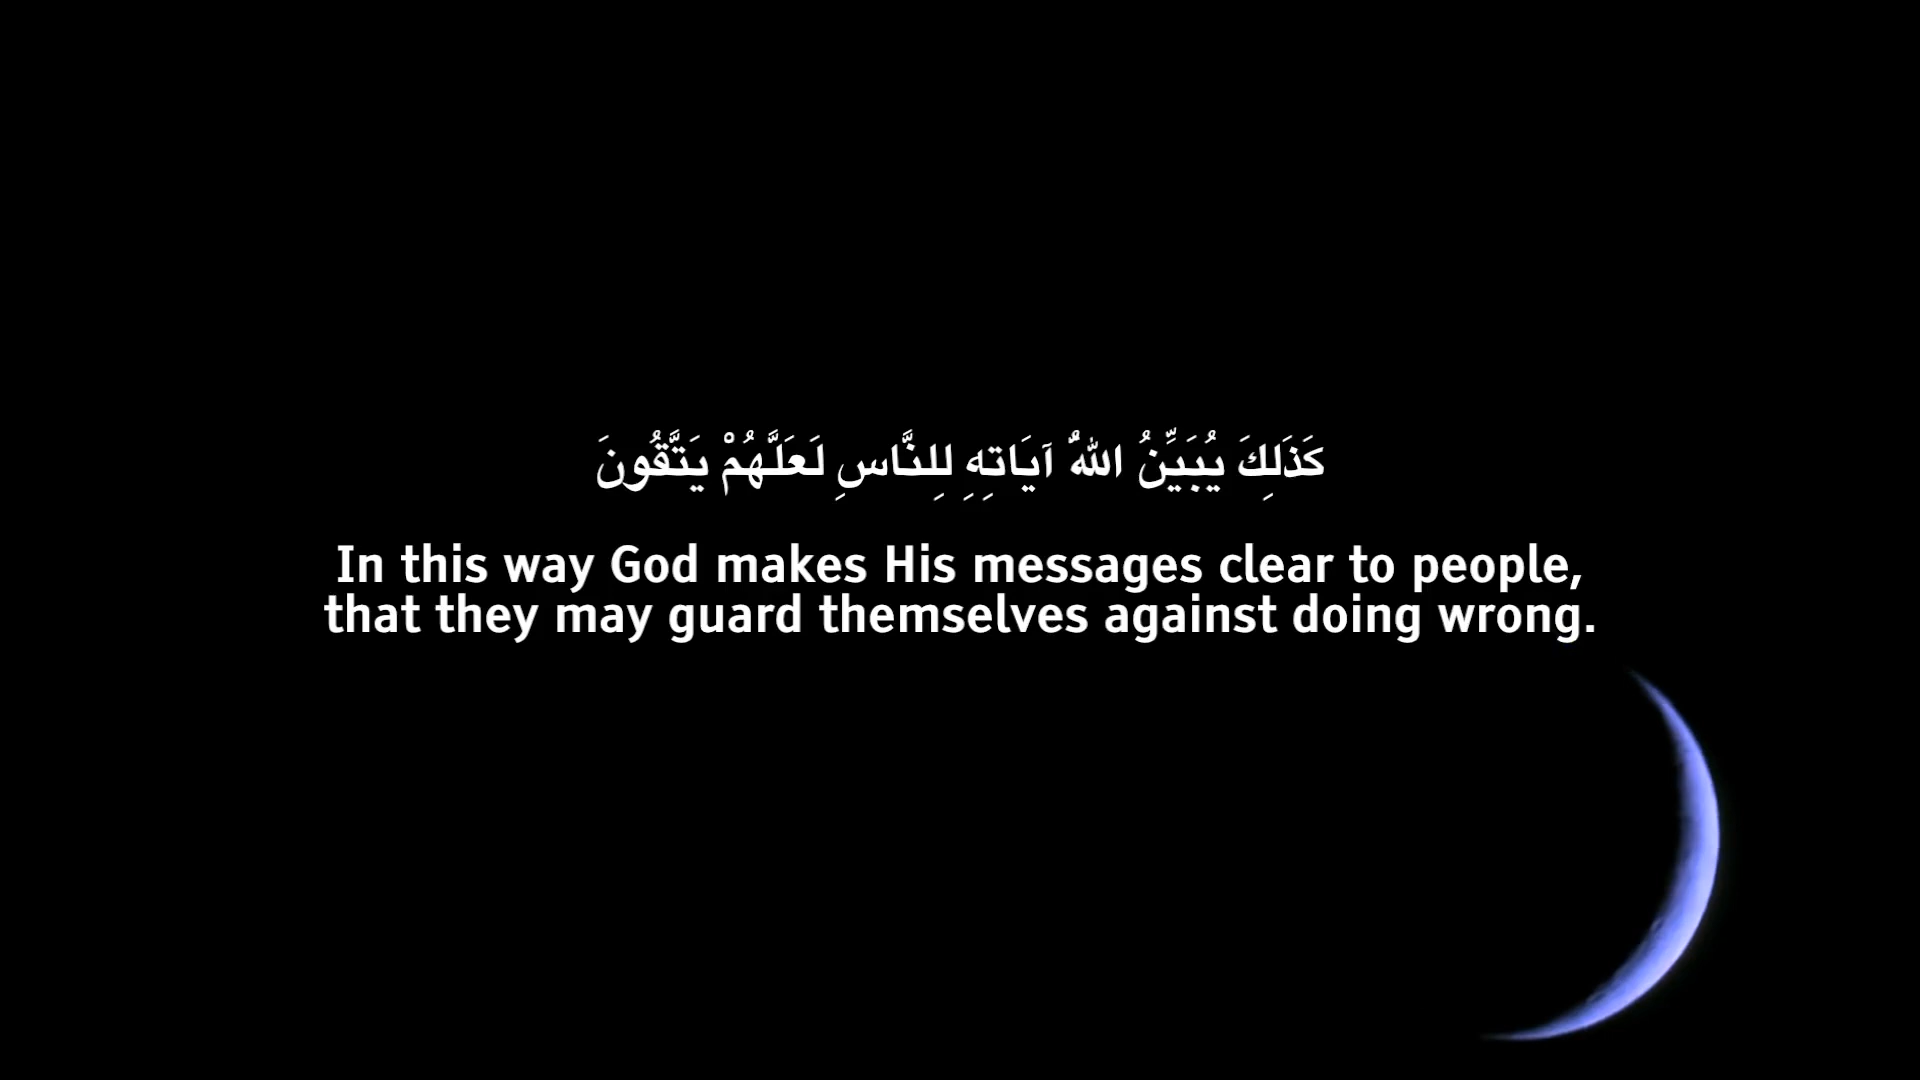 كَذَلِكَ يُبَيِّنُ اللهُ آيَاتِهِ لِلنَّاسِ لَعَلَّهُمْ يَتَّقُونَ
In this way God makes His messages clear to people,
that they may guard themselves against doing wrong.